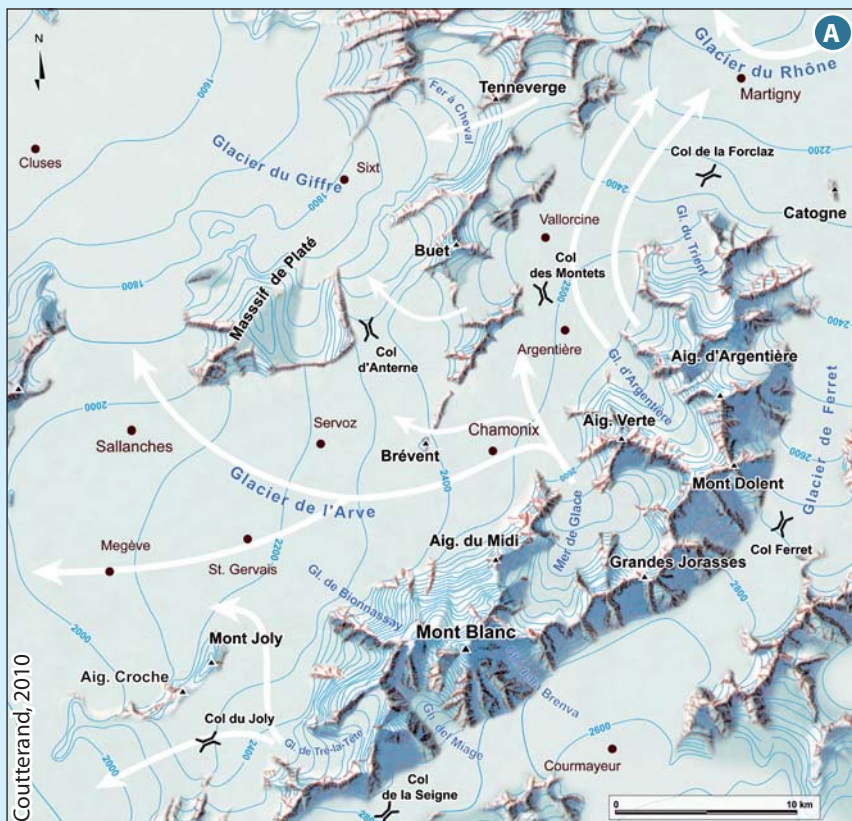 A
N
Glacier du Rhône
Martigny
1600
Tenneverge
Fer à Cheval
Cluses
Glacier du Giffre
Sixt
1800
2200
Col de la Forclaz
2400
Catogne
Vallorcine
Gl. du Trient
Buet
Col
des Montets
2500
Masssif de Platé
1800
Col
d'Anterne
Argentière
2400
Gl. d'Argentière
Aig. d'Argentière
2000
Sallanches
Servoz
Brévent
Chamonix
Aig. Verte
2600
Glacier de Ferret
2400
2600
Mont Dolent
Glacier de l'Arve
Mer de Glace
Aig. du Midi
Col Ferret
Megève
St. Gervais
2200
Grandes Jorasses
2800
Gl. de Bionnassay
2000
Mont Joly
Mont Blanc
Aig. Croche
Brenva
Col du Joly
2400
Gl. de Tré-la-Tête
Gl. del Miage
2600
2000
Courmayeur
Col
de la Seigne
0 10 km
Coutterand, 2010